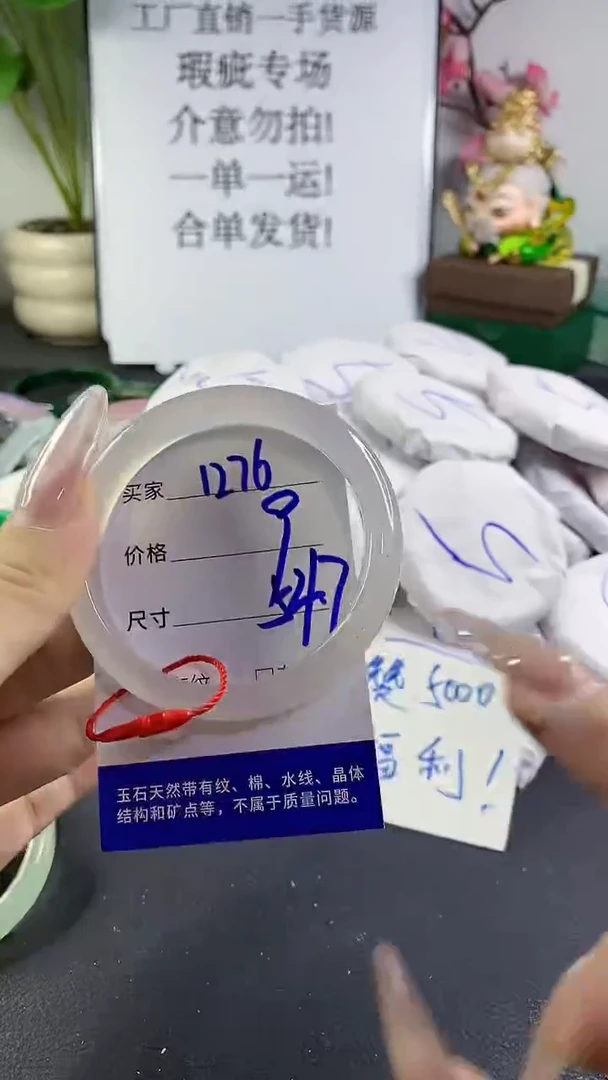 工厂直销一手货源
瑕疵专场
介意勿拍!
一单一运!
合单发货!
买家 1276
价格
尺寸
赞 5000
福利!
玉石天然带有纹、棉、水线、晶体
结构和矿点等，不属于质量问题。